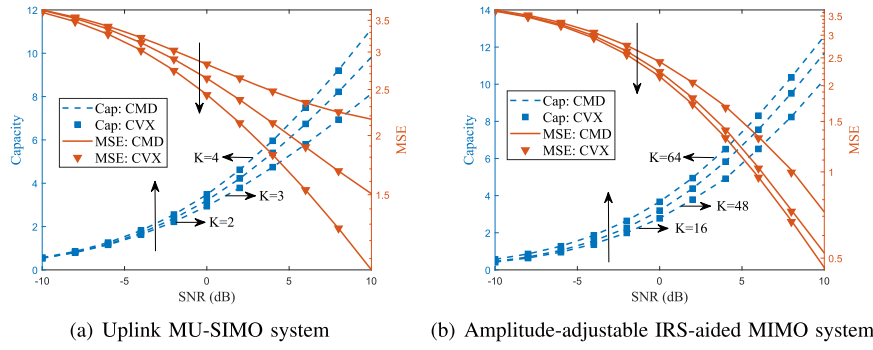 12
10
8
6
4
2
0
Capacity
-10
-5
0
5
10
SNR (dB)
3.5
3
2.5
2
1.5
MSE
Cap: CMD
Cap: CVX
MSE: CMD
MSE: CVX
K=4
K=3
K=2
(a) Uplink MU-SIMO system
14
12
10
8
6
4
2
0
Capacity
-10
-5
0
5
10
SNR (dB)
3.5
3
2.5
2
1.5
1
0.5
MSE
Cap: CMD
Cap: CVX
MSE: CMD
MSE: CVX
K=64
K=48
K=16
(b) Amplitude-adjustable IRS-aided MIMO system